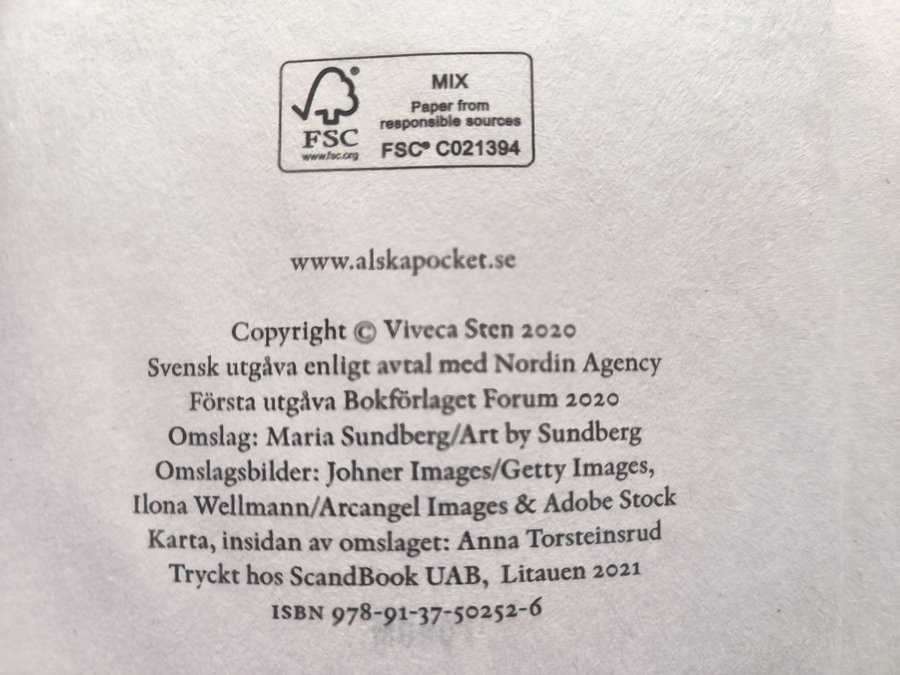 MIX
Paper from
responsible sources
FSC® C021394
FSC
www.fsc.org
www.alskapocket.se
Copyright © Viveca Sten 2020
Svensk utgåva enligt avtal med Nordin Agency
Första utgåva Bokförlaget Forum 2020
Omslag: Maria Sundberg/Art by Sundberg
Omslagsbilder: Johner Images/Getty Images,
Ilona Wellmann/Arcangel Images & Adobe Stock
Karta, insidan av omslaget: Anna Torsteinsrud
Tryckt hos ScandBook UAB, Litauen 2021
ISBN 978-91-37-50252-6